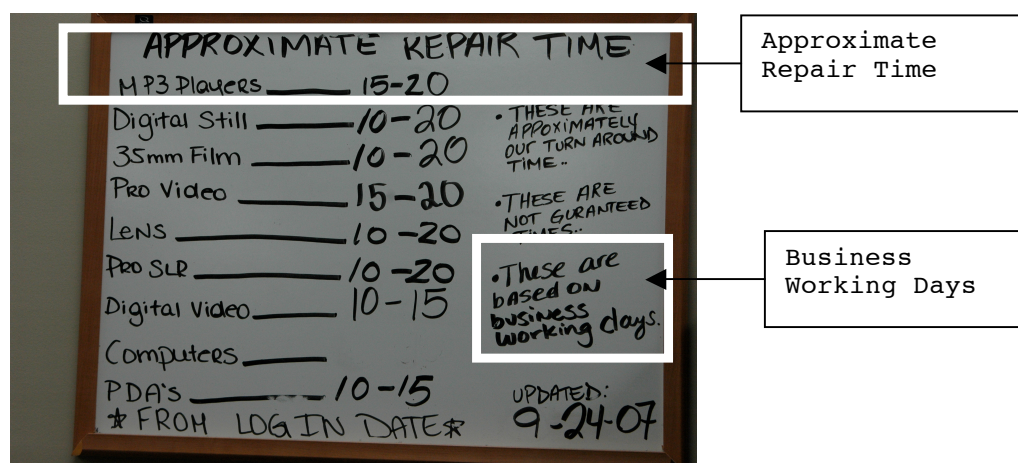 APPROXIMATE REPAIR TIME
MP3 Players 15-20
Digital Still 10-20
35mm Film 10-20
Pro Video 15-20
Lens 10-20
Pro SLR 10-20
Digital Video 10-15
Computers
PDA's 10-15
* FROM LOG IN DATE *
• THESE ARE
APPOXIMATELY
OUR TURN AROUND
TIME..
• THESE ARE
NOT GURANTEED
TIMES..
• These are
based on
business
working days.
UPDATED:
9-24-07
Approximate
Repair Time
Business
Working Days